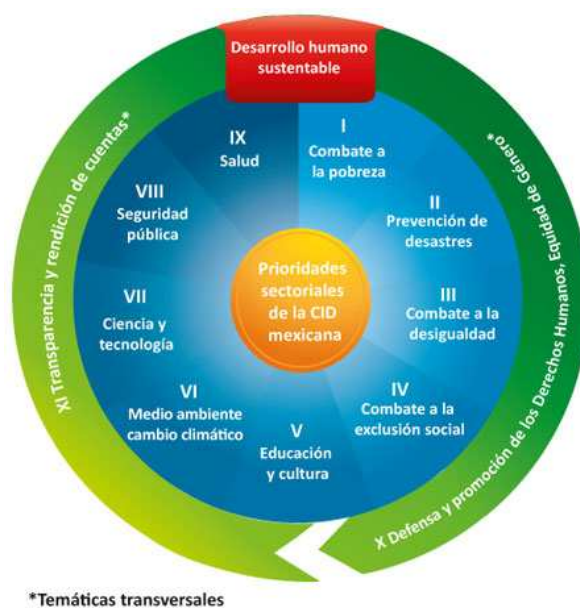 Desarrollo humano
sustentable
I
Combate a
la pobreza
II
Prevención de
desastres
III
Combate a la
desigualdad
IV
Combate a la
exclusión social
V
Educación
y cultura
VI
Medio ambiente
cambio climático
VII
Ciencia y
tecnología
VIII
Seguridad
pública
IX
Salud
Prioridades
sectoriales
de la CID
mexicana
X Defensa y promoción de los Derechos Humanos, Equidad de Género*
XI Transparencia y rendición de cuentas*
*Temáticas transversales